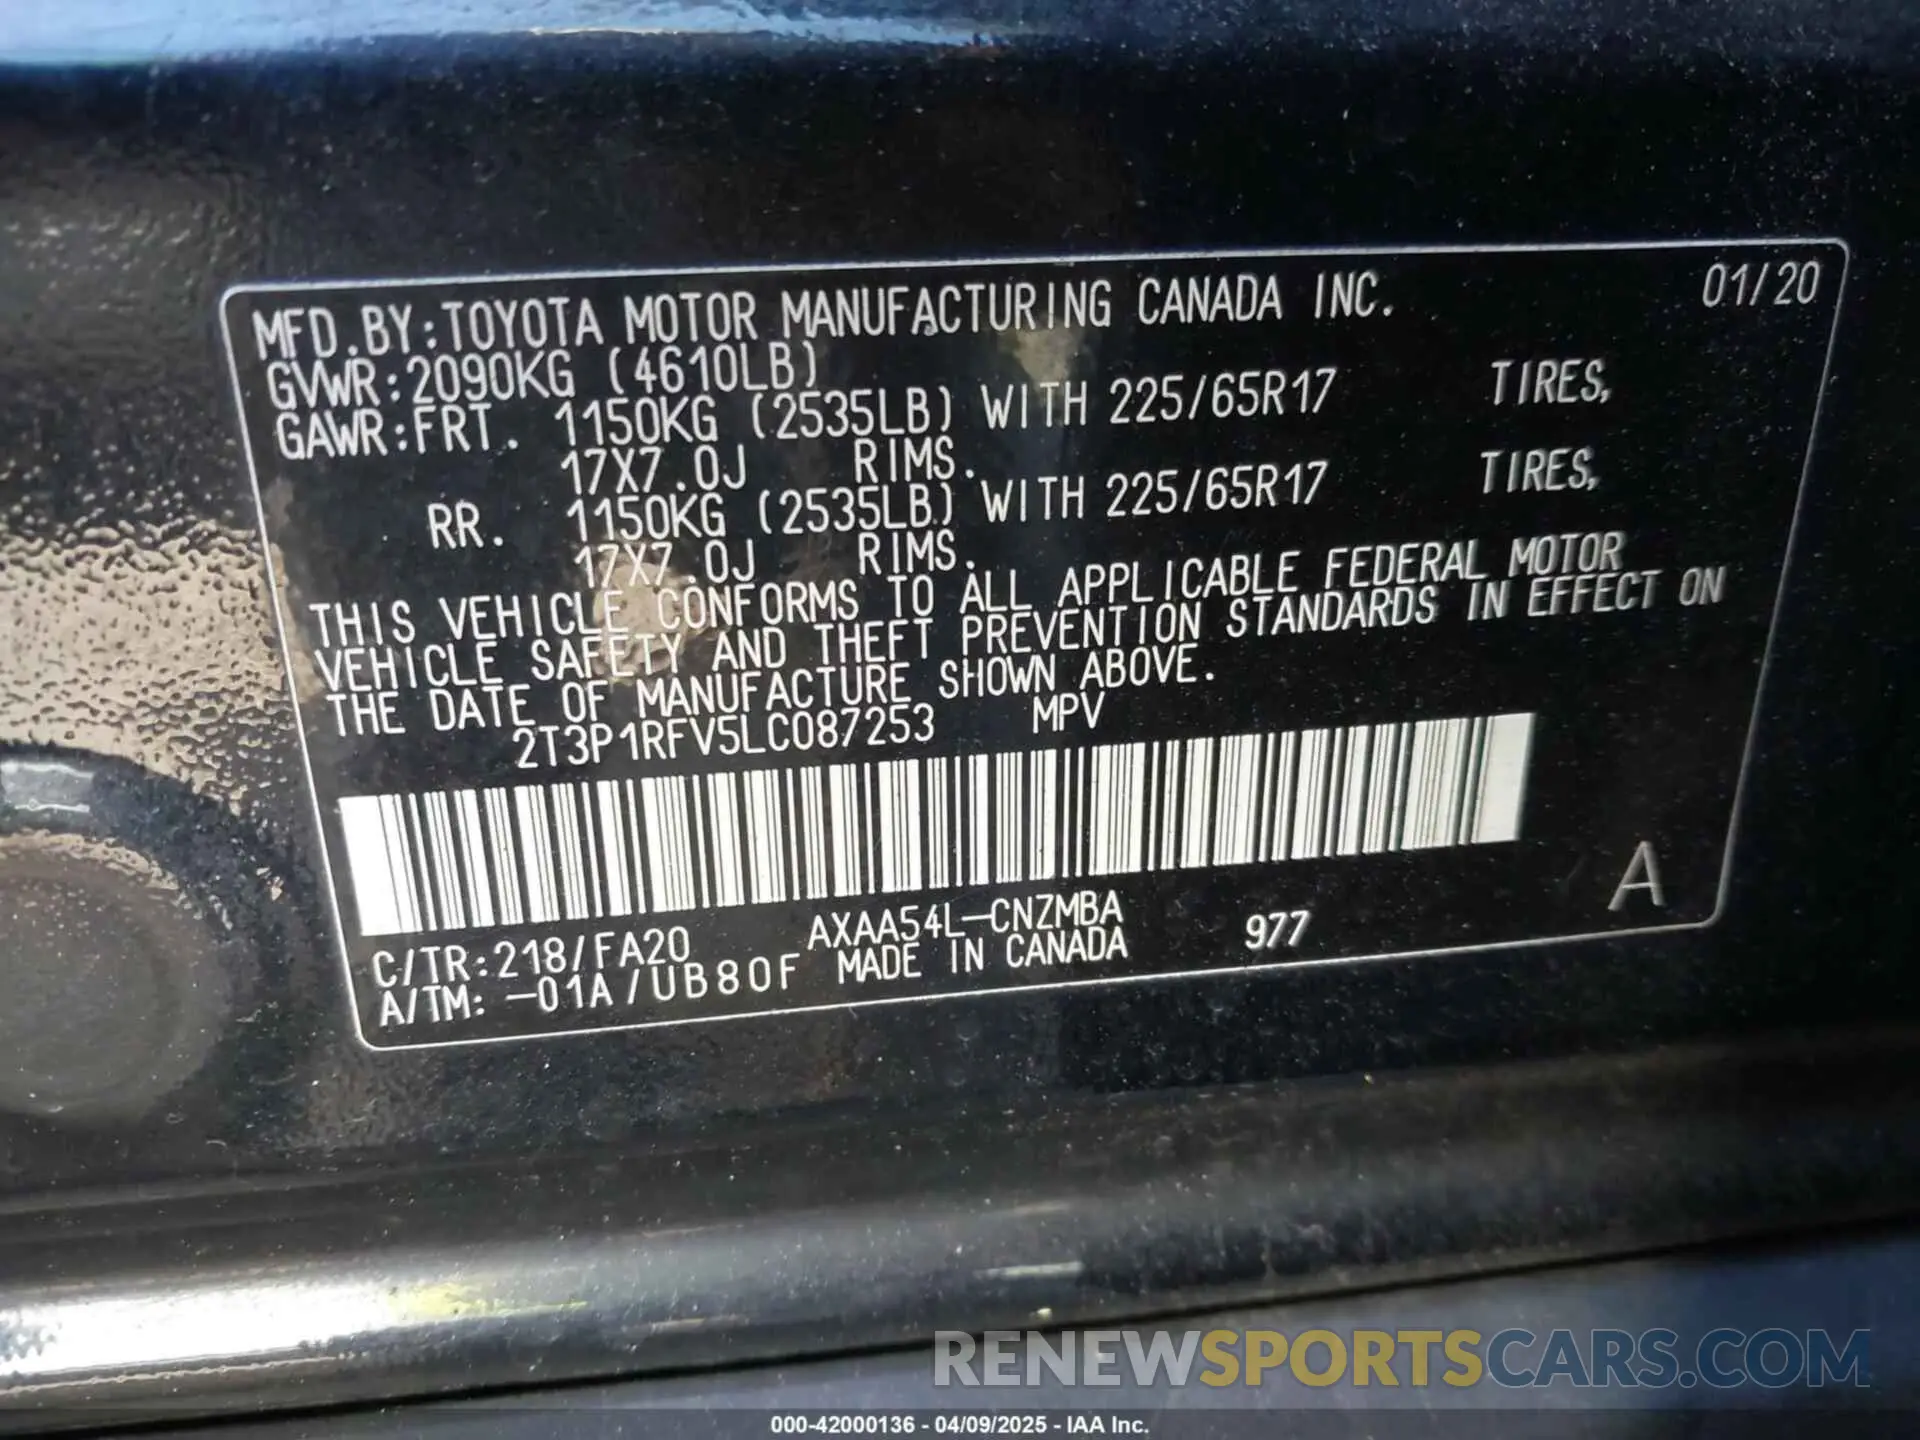 MFD.BY:TOYOTA MOTOR MANUFACTURING CANADA INC. 01/20
GVWR:2090KG (4610LB)
GAWR:FRT. 1150KG (2535LB) WITH 225/65R17 TIRES,
17X7.0J RIMS.
RR. 1150KG (2535LB) WITH 225/65R17 TIRES,
17X7.0J RIMS.
THIS VEHICLE CONFORMS TO ALL APPLICABLE FEDERAL MOTOR
VEHICLE SAFETY AND THEFT PREVENTION STANDARDS IN EFFECT ON
THE DATE OF MANUFACTURE SHOWN ABOVE.
2T3P1RFV5LC087253 MPV
A
C/TR:218/FA20 AXAA54L-CNZMBA 977
A/TM: -01A/UB80F MADE IN CANADA
RENEWSPORTSCARS.COM
000-42000136 - 04/09/2025 - IAA Inc.